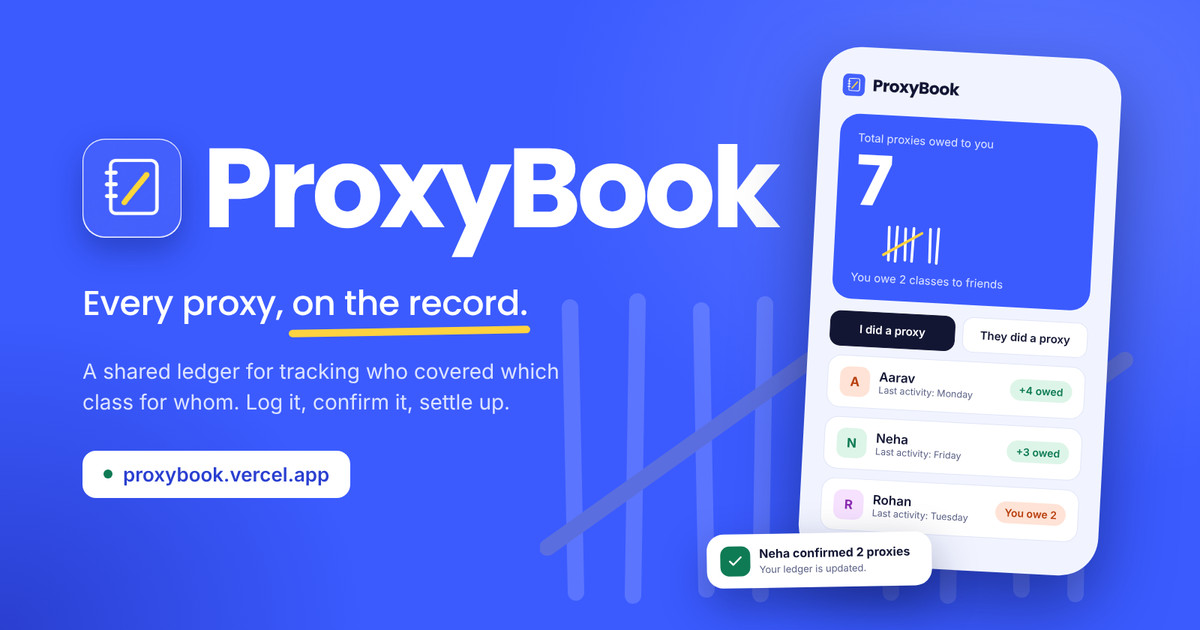 ProxyBook
Every proxy, on the record.
A shared ledger for tracking who covered which
class for whom. Log it, confirm it, settle up.
proxybook.vercel.app
ProxyBook
Total proxies owed to you
7
You owe 2 classes to friends
I did a proxy
They did a proxy
A
Aarav
Last activity: Monday
+4 owed
N
Neha
Last activity: Friday
+3 owed
R
Rohan
Last activity: Tuesday
You owe 2
Neha confirmed 2 proxies
Your ledger is updated.